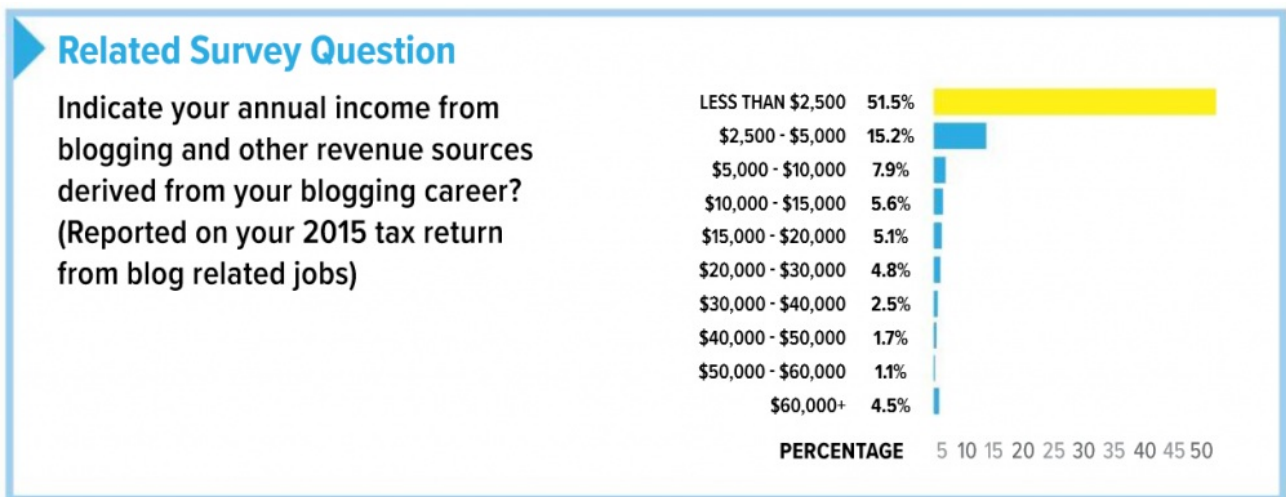 Related Survey Question
Indicate your annual income from
blogging and other revenue sources
derived from your blogging career?
(Reported on your 2015 tax return
from blog related jobs)
LESS THAN $2,500 51.5%
$2,500 - $5,000 15.2%
$5,000 - $10,000 7.9%
$10,000 - $15,000 5.6%
$15,000 - $20,000 5.1%
$20,000 - $30,000 4.8%
$30,000 - $40,000 2.5%
$40,000 - $50,000 1.7%
$50,000 - $60,000 1.1%
$60,000+ 4.5%
PERCENTAGE 5 10 15 20 25 30 35 40 45 50